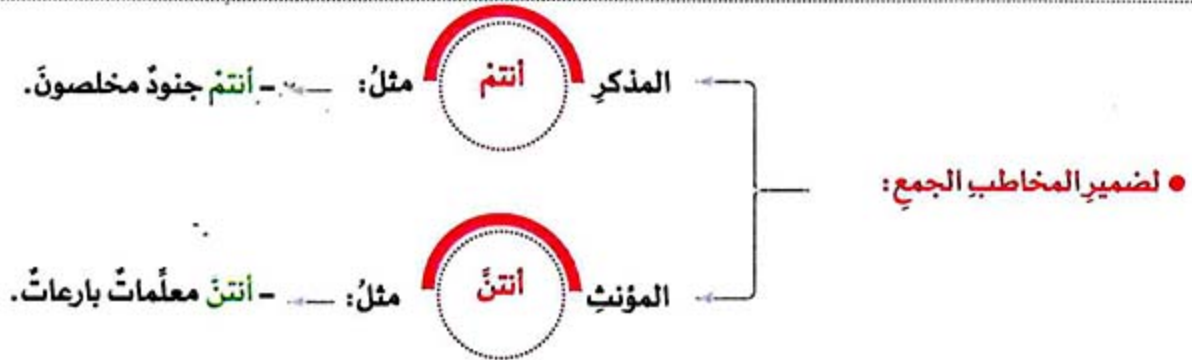 المذكرِ أنتمْ مثلُ: – أنتمْ جنودٌ مخلصونَ.
● لضميرِ المخاطبِ الجمعِ:
المؤنثِ أنتنَّ مثلُ: – أنتنَّ معلِّماتٌ بارعاتٌ.